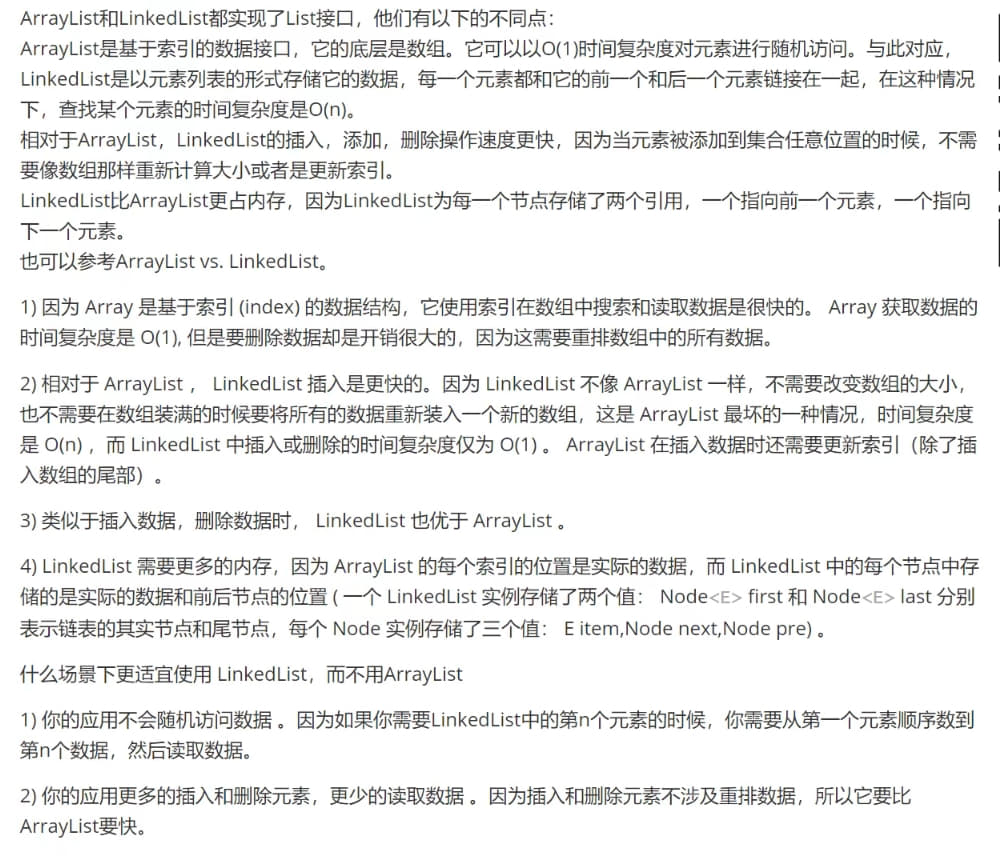 ArrayList和LinkedList都实现了List接口，他们有以下的不同点：
ArrayList是基于索引的数据接口，它的底层是数组。它可以以O(1)时间复杂度对元素进行随机访问。与此对应，
LinkedList是以元素列表的形式存储它的数据，每一个元素都和它的前一个和后一个元素链接在一起，在这种情况
下，查找某个元素的时间复杂度是O(n)。
相对于ArrayList，LinkedList的插入，添加，删除操作速度更快，因为当元素被添加到集合任意位置的时候，不需
要像数组那样重新计算大小或者是更新索引。
LinkedList比ArrayList更占内存，因为LinkedList为每一个节点存储了两个引用，一个指向前一个元素，一个指向
下一个元素。
也可以参考ArrayList vs. LinkedList。
1) 因为 Array 是基于索引 (index) 的数据结构，它使用索引在数组中搜索和读取数据是很快的。 Array 获取数据的
时间复杂度是 O(1), 但是要删除数据却是开销很大的，因为这需要重排数组中的所有数据。
2) 相对于 ArrayList ， LinkedList 插入是更快的。因为 LinkedList 不像 ArrayList 一样，不需要改变数组的大小，
也不需要在数组装满的时候要将所有的数据重新装入一个新的数组，这是 ArrayList 最坏的一种情况，时间复杂度
是 O(n) ，而 LinkedList 中插入或删除的时间复杂度仅为 O(1) 。 ArrayList 在插入数据时还需要更新索引（除了插
入数组的尾部）。
3) 类似于插入数据，删除数据时， LinkedList 也优于 ArrayList 。
4) LinkedList 需要更多的内存，因为 ArrayList 的每个索引的位置是实际的数据，而 LinkedList 中的每个节点中存
储的是实际的数据和前后节点的位置 ( 一个 LinkedList 实例存储了两个值： Node<E> first 和 Node<E> last 分别
表示链表的其实节点和尾节点，每个 Node 实例存储了三个值： E item,Node next,Node pre) 。
什么场景下更适宜使用 LinkedList，而不用ArrayList
1) 你的应用不会随机访问数据 。因为如果你需要LinkedList中的第n个元素的时候，你需要从第一个元素顺序数到
第n个数据，然后读取数据。
2) 你的应用更多的插入和删除元素，更少的读取数据 。因为插入和删除元素不涉及重排数据，所以它要比
ArrayList要快。